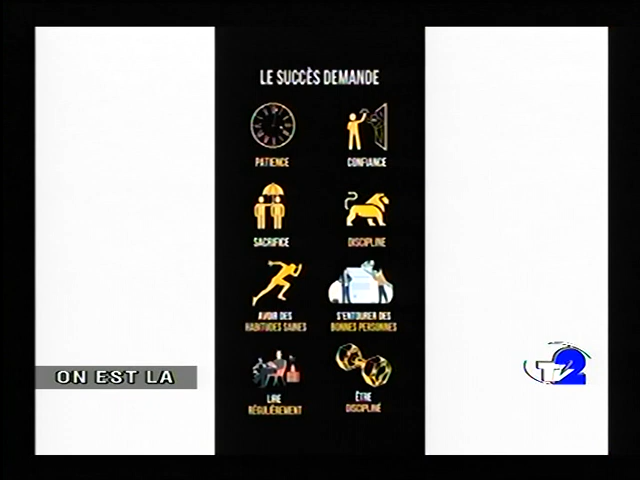 LE SUCCÈS DEMANDE
PATIENCE
CONFIANCE
SACRIFICE
DISCIPLINE
AVOIR DES
HABITUDES SAINES
S'ENTOURER DES
BONNES PERSONNES
LIRE
RÉGULIÈREMENT
ÊTRE
DISCIPLINÉ
ON EST LA
TV2